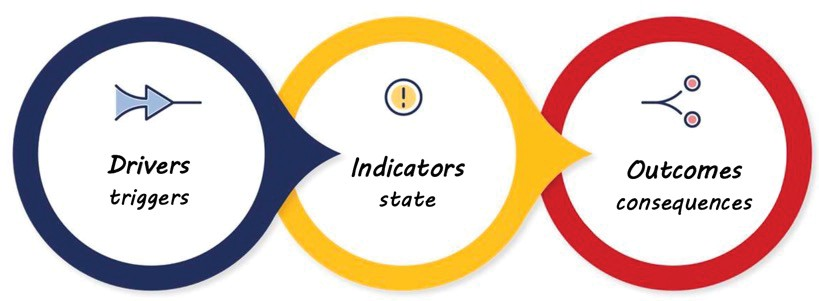 Drivers
triggers
Indicators
state
Outcomes
consequences